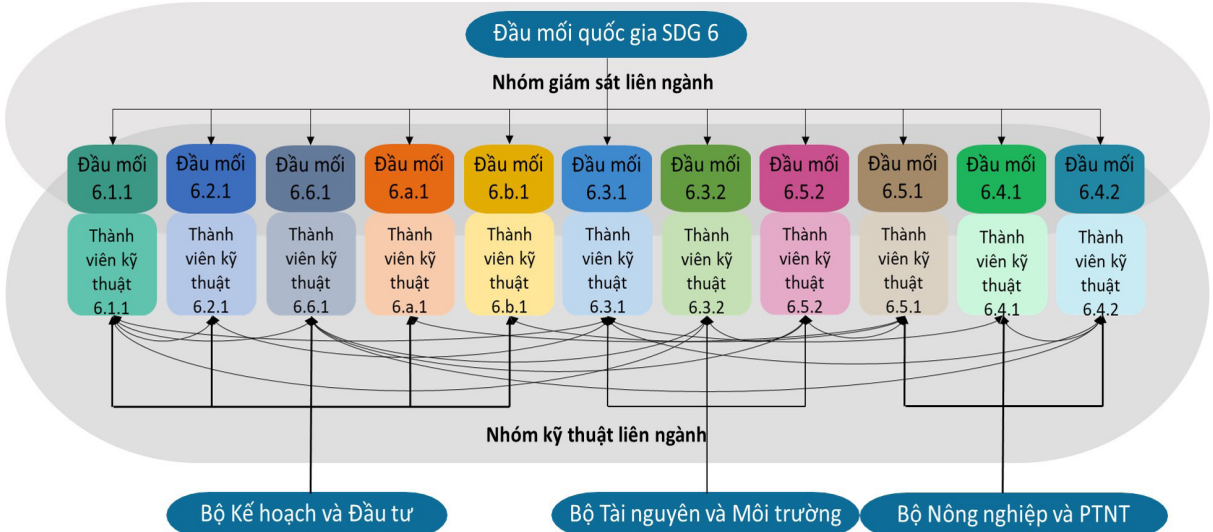 Đầu mối quốc gia SDG 6
Nhóm giám sát liên ngành
Đầu mối
6.1.1
Đầu mối
6.2.1
Đầu mối
6.6.1
Đầu mối
6.a.1
Đầu mối
6.b.1
Đầu mối
6.3.1
Đầu mối
6.3.2
Đầu mối
6.5.2
Đầu mối
6.5.1
Đầu mối
6.4.1
Đầu mối
6.4.2
Thành
viên kỹ
thuật
6.1.1
Thành
viên kỹ
thuật
6.2.1
Thành
viên kỹ
thuật
6.6.1
Thành
viên kỹ
thuật
6.a.1
Thành
viên kỹ
thuật
6.b.1
Thành
viên kỹ
thuật
6.3.1
Thành
viên kỹ
thuật
6.3.2
Thành
viên kỹ
thuật
6.5.2
Thành
viên kỹ
thuật
6.5.1
Thành
viên kỹ
thuật
6.4.1
Thành
viên kỹ
thuật
6.4.2
Nhóm kỹ thuật liên ngành
Bộ Kế hoạch và Đầu tư
Bộ Tài nguyên và Môi trường
Bộ Nông nghiệp và PTNT